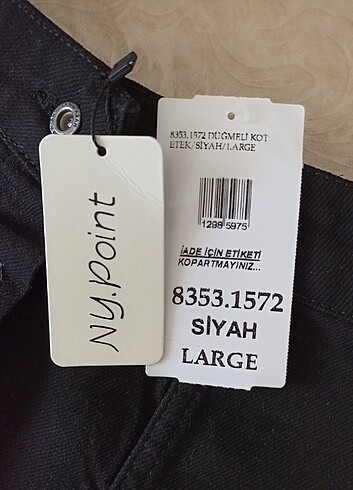 NY.Point
8353.1572 DÜĞMELİ KOT
ETEK/SİYAH/LARGE
1298 5975
İADE İÇİN ETİKETİ
KOPARTMAYINIZ...
8353.1572
SİYAH
LARGE